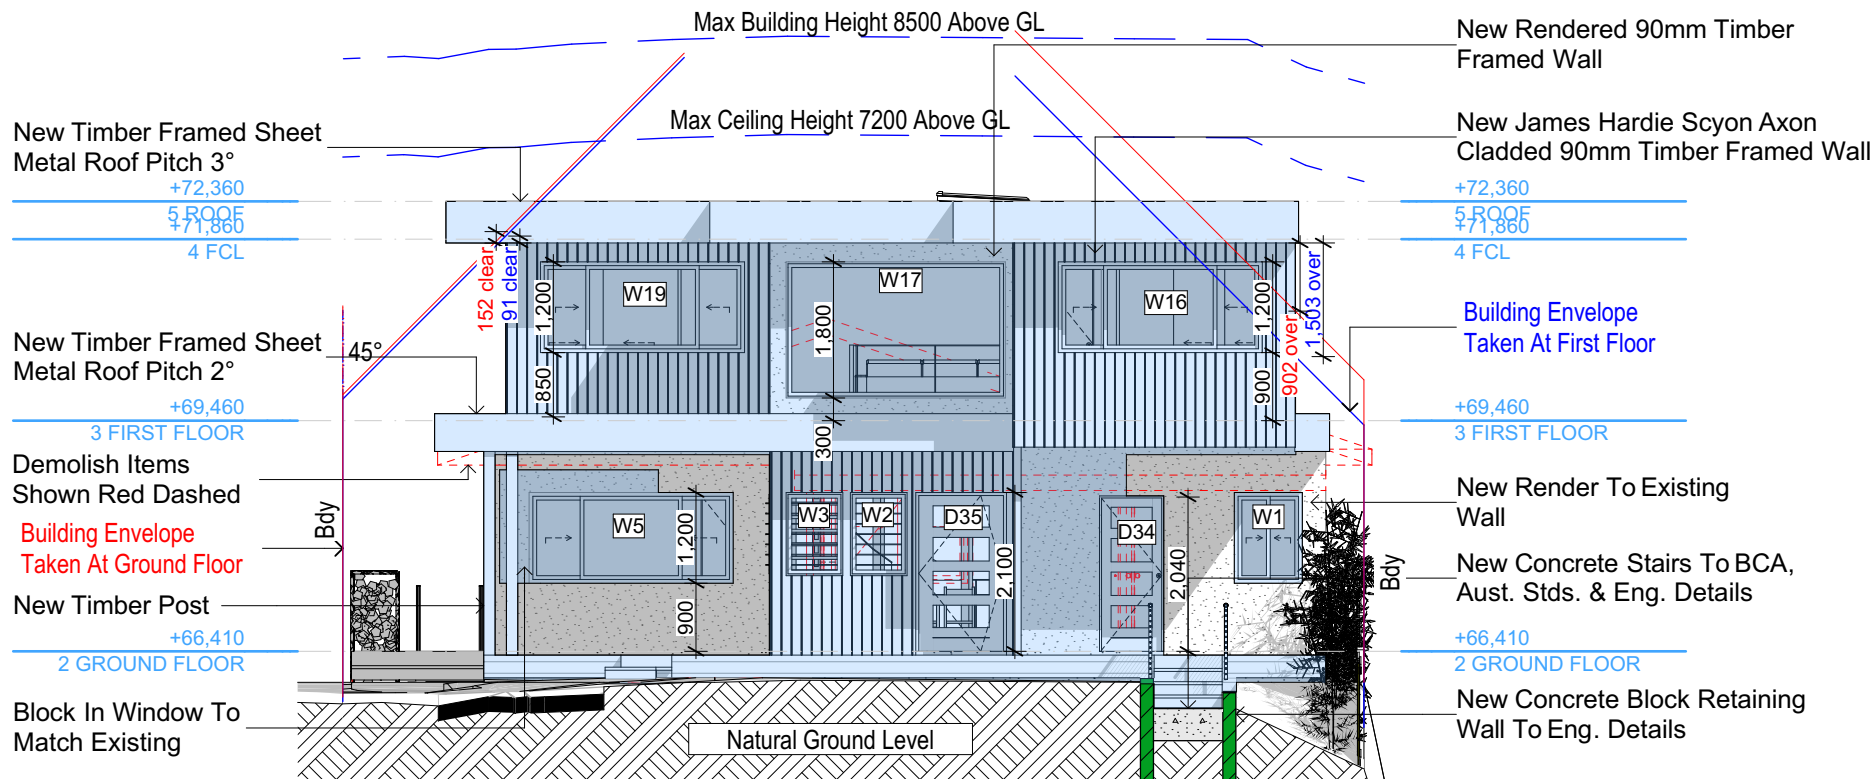 Max Building Height 8500 Above GL
Max Ceiling Height 7200 Above GL
New Timber Framed Sheet
Metal Roof Pitch 3°
+72,360
5 ROOF
+71,860
4 FCL
New Timber Framed Sheet
Metal Roof Pitch 2°
+69,460
3 FIRST FLOOR
Demolish Items
Shown Red Dashed
Building Envelope
Taken At Ground Floor
New Timber Post
+66,410
2 GROUND FLOOR
Block In Window To
Match Existing
45°
Bdy
152 clear
91 clear
W19
1,200
850
W17
1,800
300
W16
1,200
900
902 over
1,503 over
W5
1,200
900
W3
W2
D35
2,100
D34
2,040
W1
Natural Ground Level
Bdy
New Rendered 90mm Timber
Framed Wall
New James Hardie Scyon Axon
Cladded 90mm Timber Framed Wall
+72,360
5 ROOF
+71,860
4 FCL
Building Envelope
Taken At First Floor
+69,460
3 FIRST FLOOR
New Render To Existing
Wall
New Concrete Stairs To BCA,
Aust. Stds. & Eng. Details
+66,410
2 GROUND FLOOR
New Concrete Block Retaining
Wall To Eng. Details